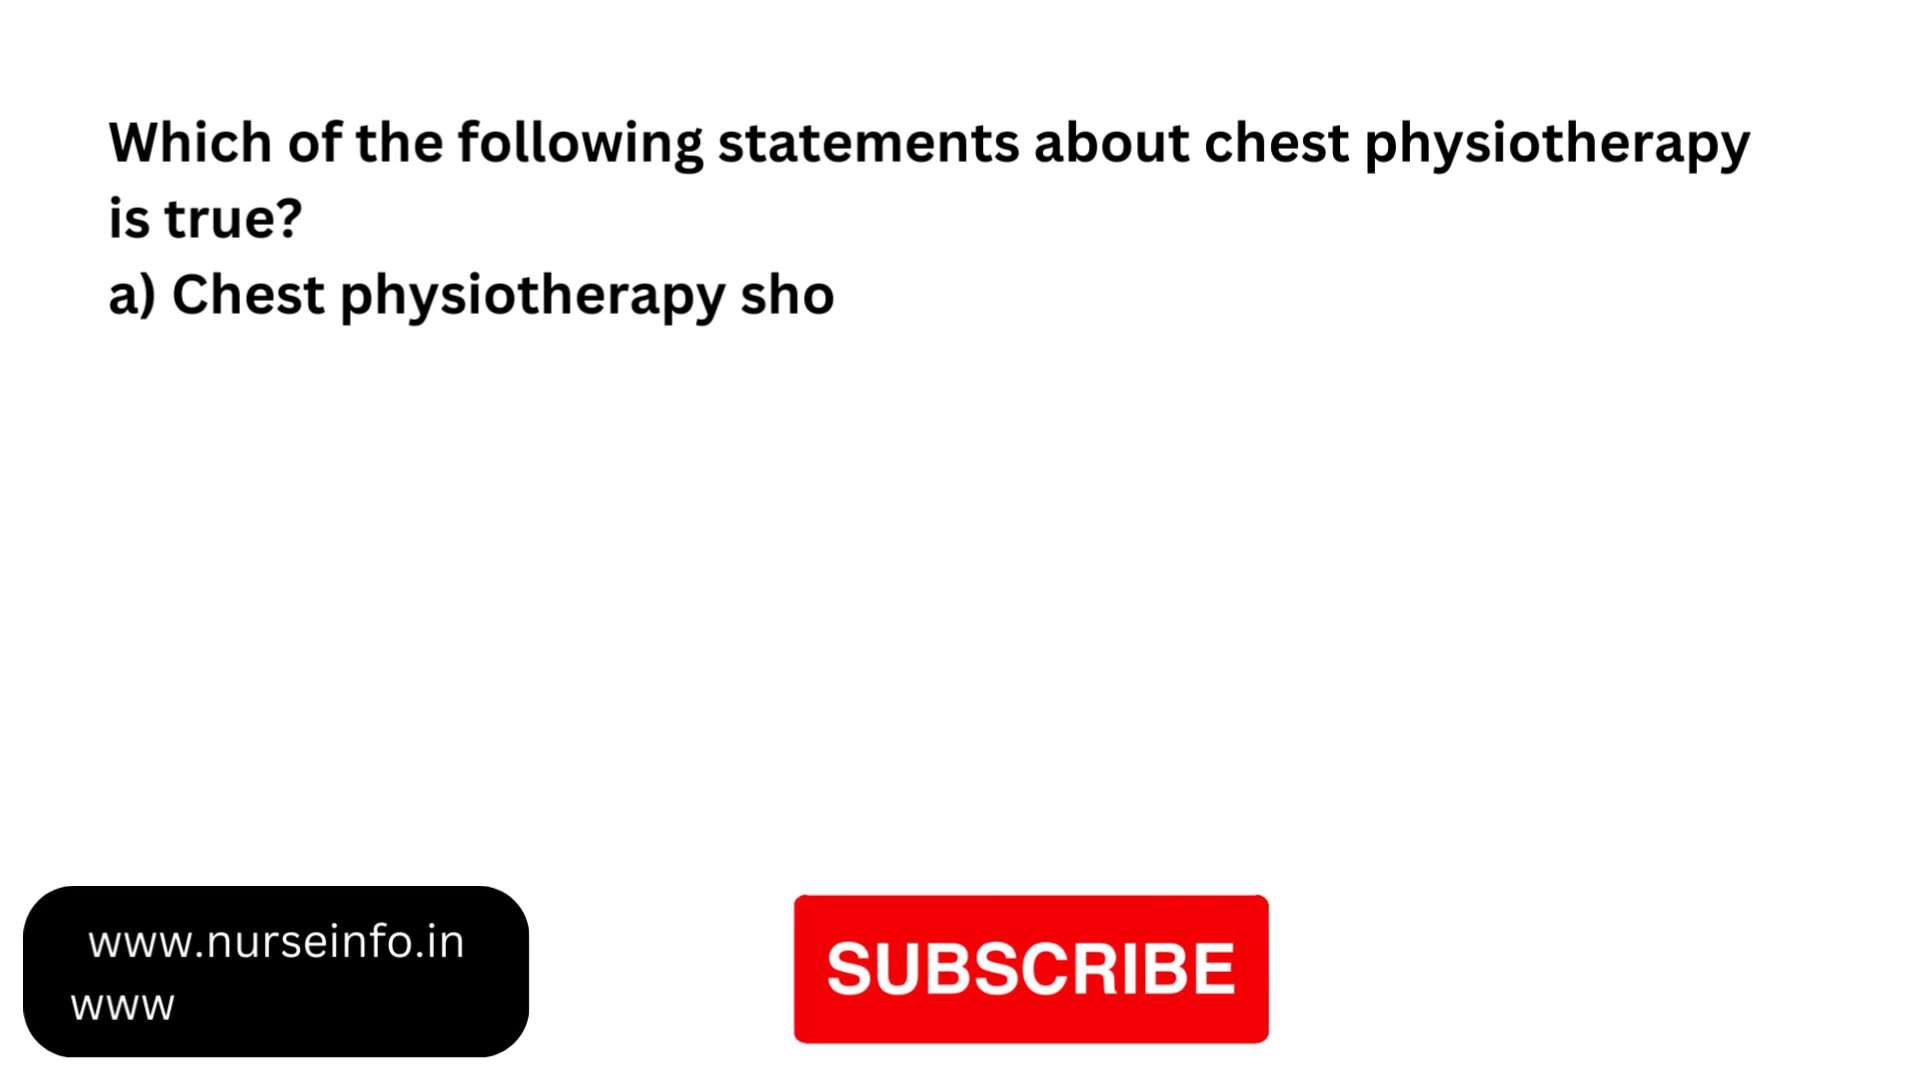 Which of the following statements about chest physiotherapy
is true?
a) Chest physiotherapy sho
www.nurseinfo.in
www
SUBSCRIBE